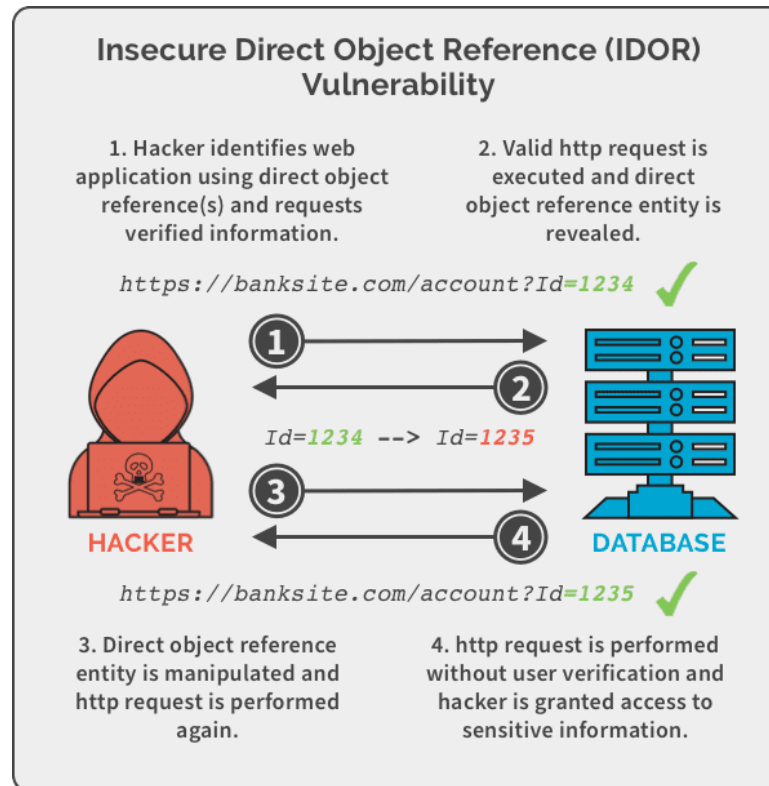 Insecure Direct Object Reference (IDOR)
Vulnerability
1. Hacker identifies web
application using direct object
reference(s) and requests
verified information.
2. Valid http request is
executed and direct
object reference entity is
revealed.
https://banksite.com/account?Id=1234
1
2
Id=1234 --> Id=1235
3
4
HACKER
DATABASE
https://banksite.com/account?Id=1235
3. Direct object reference
entity is manipulated and
http request is performed
again.
4. http request is performed
without user verification and
hacker is granted access to
sensitive information.